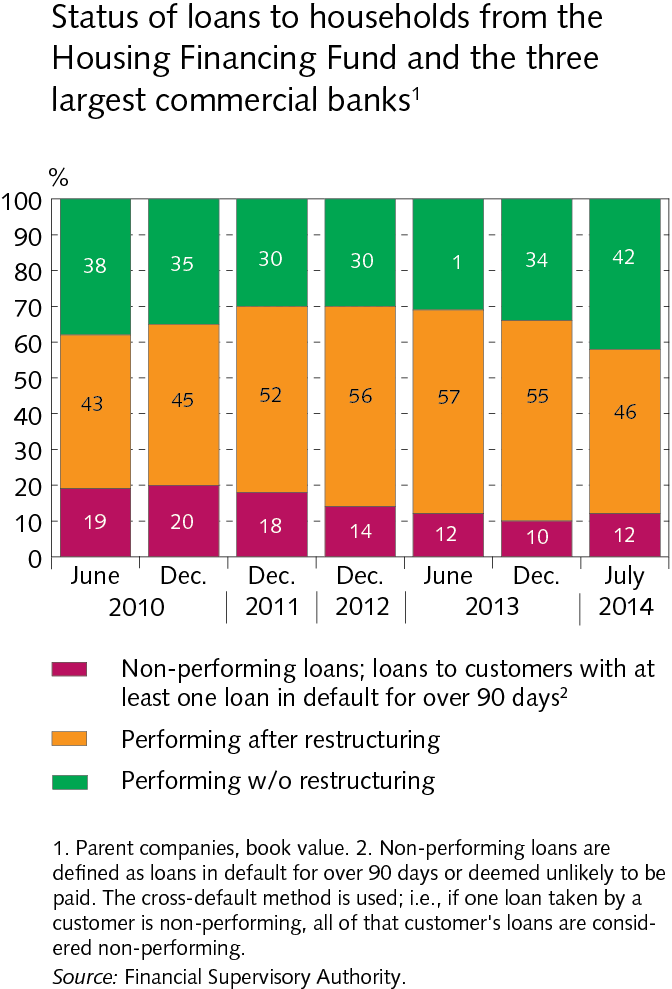 Status of loans to households from the
Housing Financing Fund and the three
largest commercial banks¹
%
100
90
80
70
60
50
40
30
20
10
0
38 35 30 30 1 34 42
43 45 52 56 57 55 46
19 20 18 14 12 10 12
June Dec. Dec. Dec. June Dec. July
2010 2011 2012 2013 2014
Non-performing loans; loans to customers with at
least one loan in default for over 90 days²
Performing after restructuring
Performing w/o restructuring
1. Parent companies, book value. 2. Non-performing loans are
defined as loans in default for over 90 days or deemed unlikely to be
paid. The cross-default method is used; i.e., if one loan taken by a
customer is non-performing, all of that customer's loans are consid-
ered non-performing.
Source: Financial Supervisory Authority.